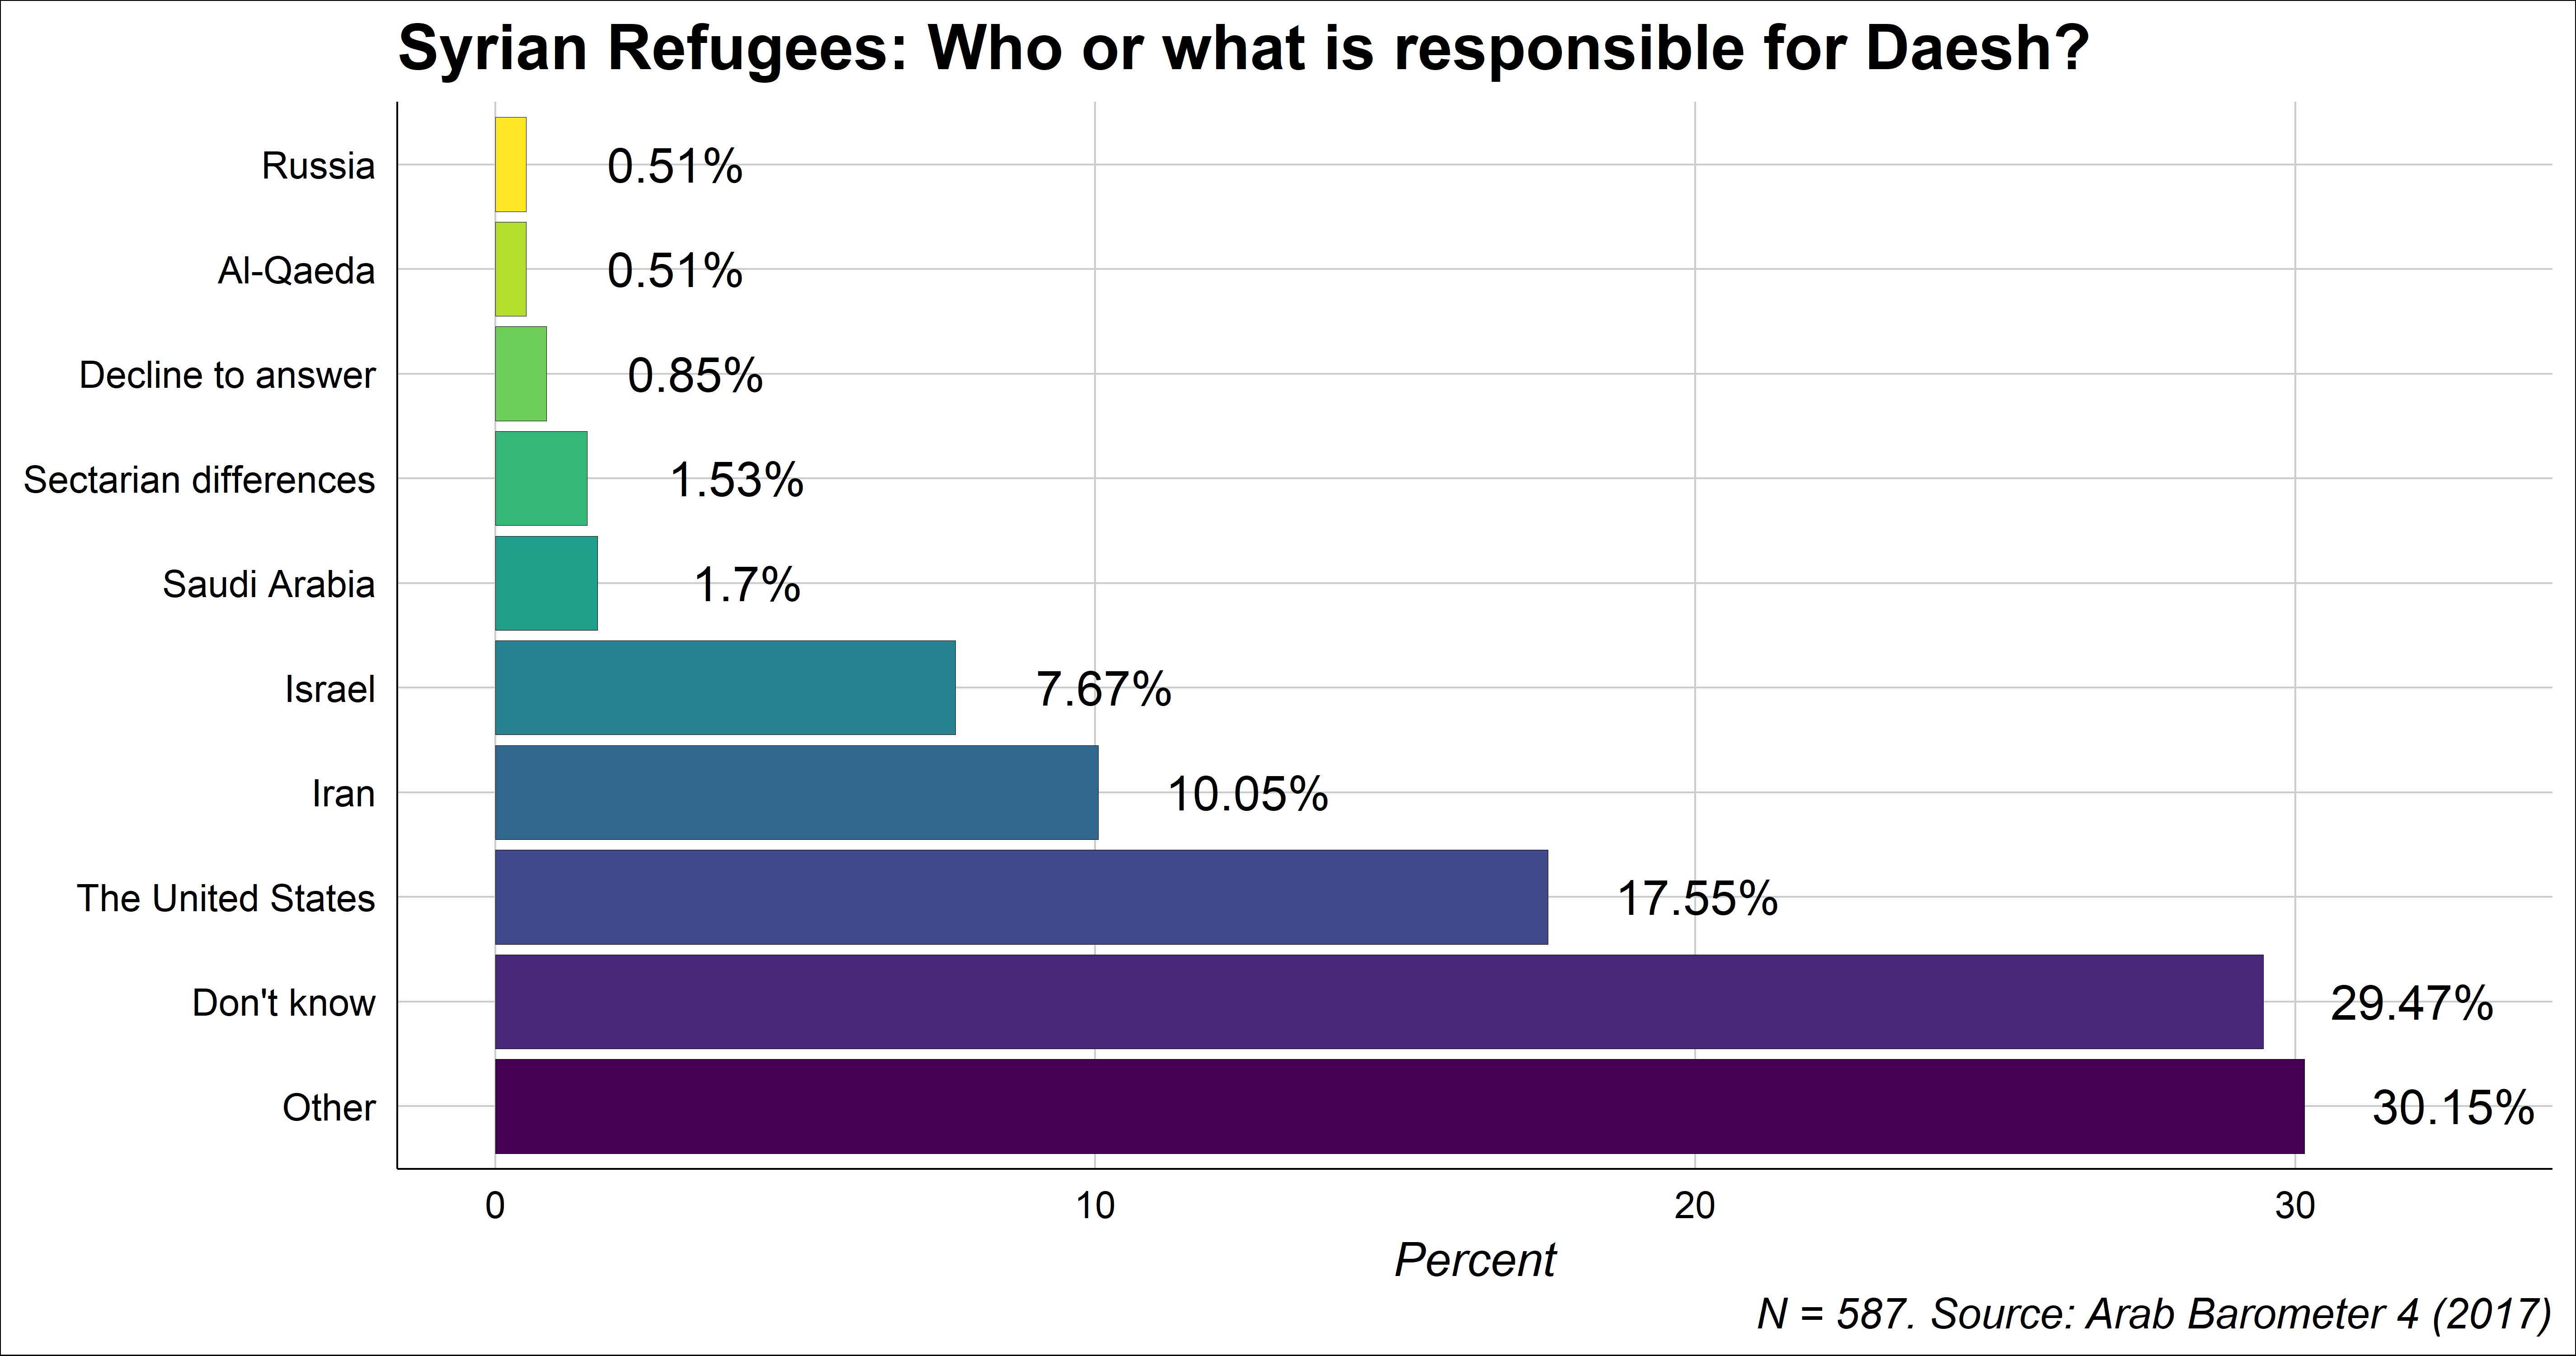 Syrian Refugees: Who or what is responsible for Daesh?
Russia 0.51%
Al-Qaeda 0.51%
Decline to answer 0.85%
Sectarian differences 1.53%
Saudi Arabia 1.7%
Israel 7.67%
Iran 10.05%
The United States 17.55%
Don't know 29.47%
Other 30.15%
0 10 20 30
Percent
N = 587. Source: Arab Barometer 4 (2017)